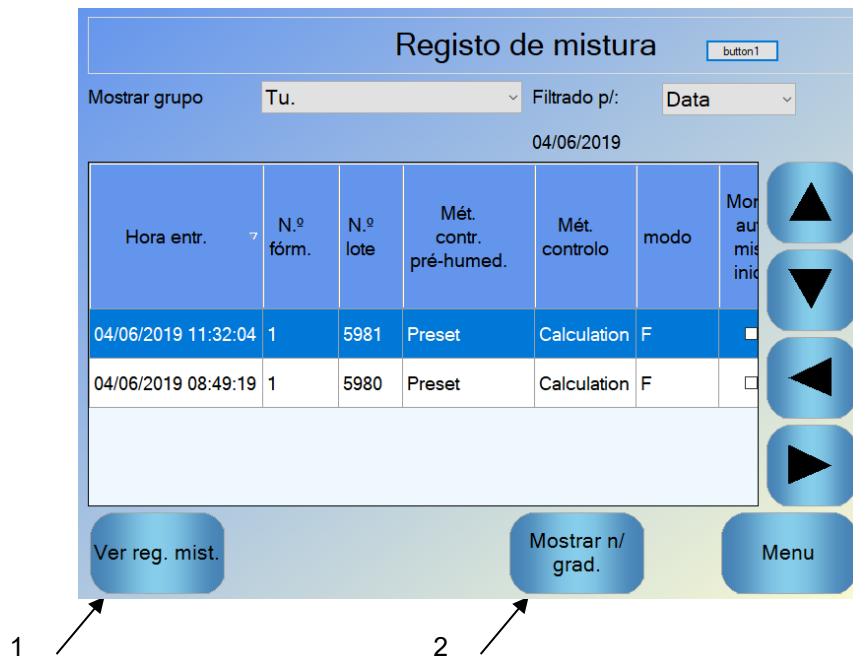 Registo de mistura
button1
Mostrar grupo
Tu.
Filtrado p/:
Data
04/06/2019
Hora entr.
N.º
fórm.
N.º
lote
Mét.
contr.
pré-humed.
Mét.
controlo
modo
04/06/2019 11:32:04 1 5981 Preset Calculation F
04/06/2019 08:49:19 1 5980 Preset Calculation F
Ver reg. mist.
Mostrar n/
grad.
Menu
1
2